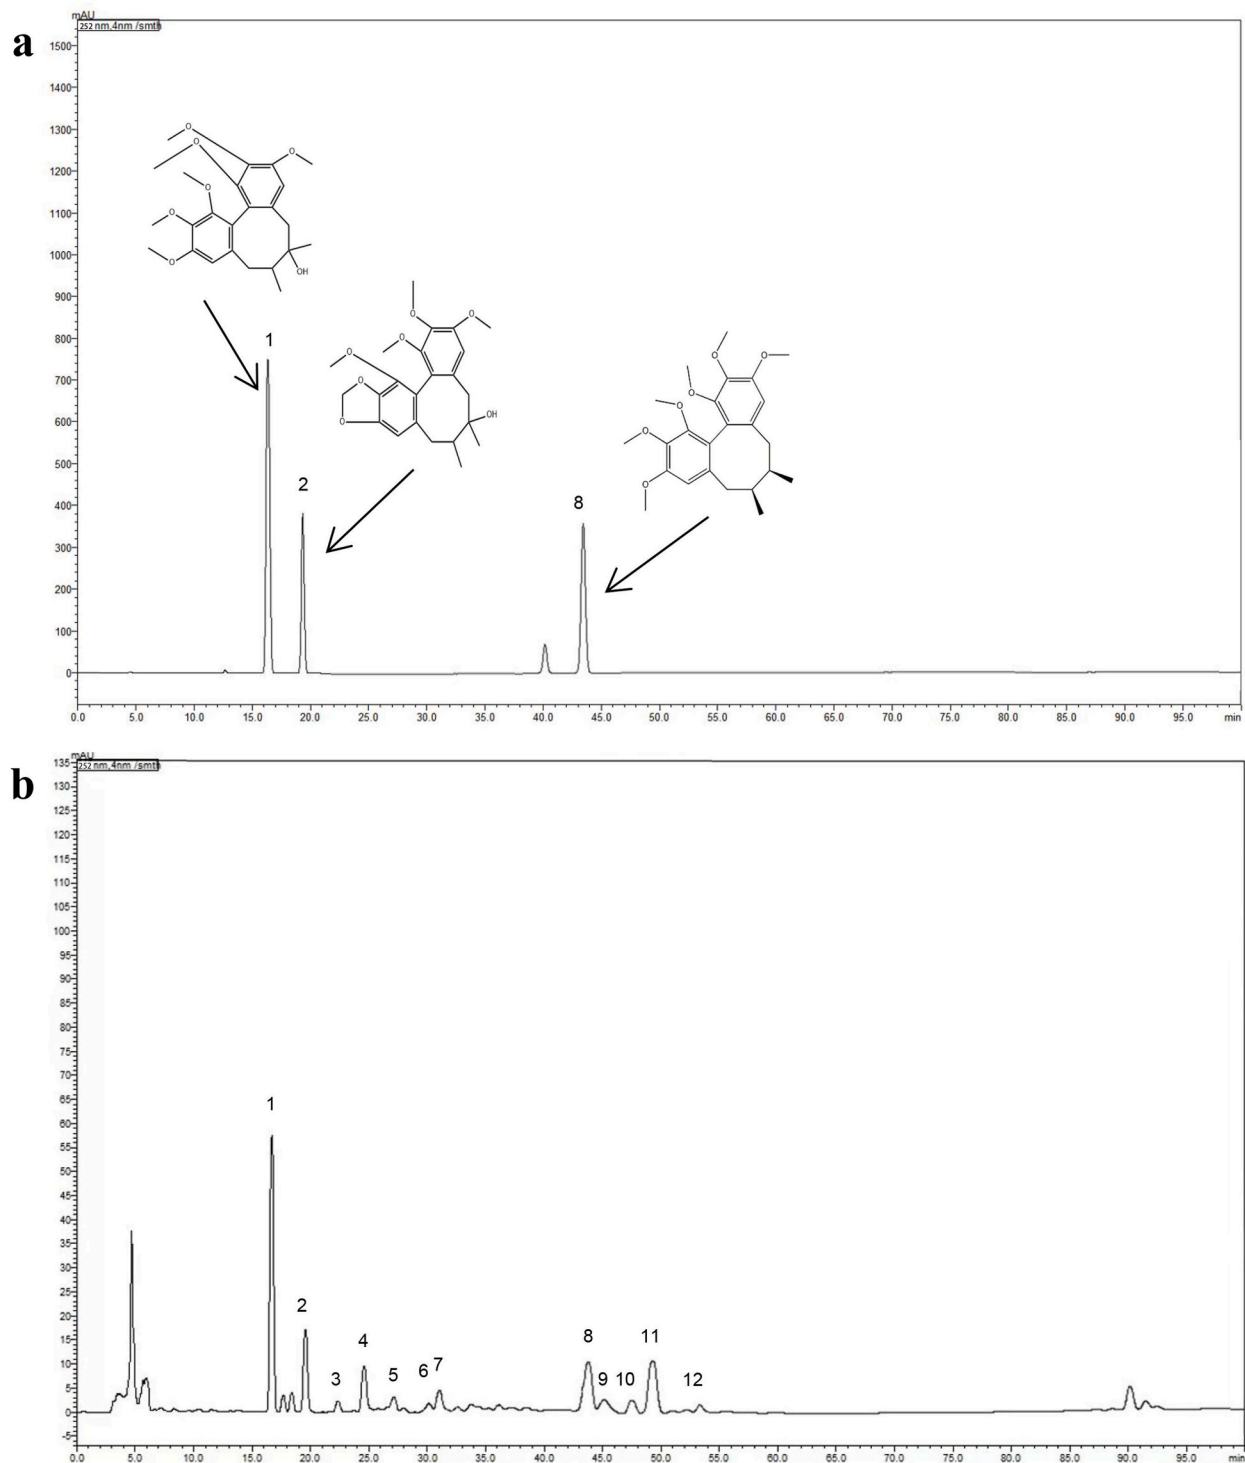 a
mAU
252 nm,4nm /smth
1500
1400
1300
1200
1100
1000
900
800
700
600
500
400
300
200
100
0
O
O
O
O
O
O
OH
1
O
O
O
O
O
O
OH
2
O
O
O
O
O
O
8
0.0 5.0 10.0 15.0 20.0 25.0 30.0 35.0 40.0 45.0 50.0 55.0 60.0 65.0 70.0 75.0 80.0 85.0 90.0 95.0 min
b
mAU
252 nm,4nm /smth
135
130
125
120
115
110
105
100
95
90
85
80
75
70
65
60
55
50
45
40
35
30
25
20
15
10
5
0
-5
1
2
3
4
5
6
7
8
9
10
11
12
0.0 5.0 10.0 15.0 20.0 25.0 30.0 35.0 40.0 45.0 50.0 55.0 60.0 65.0 70.0 75.0 80.0 85.0 90.0 95.0 min